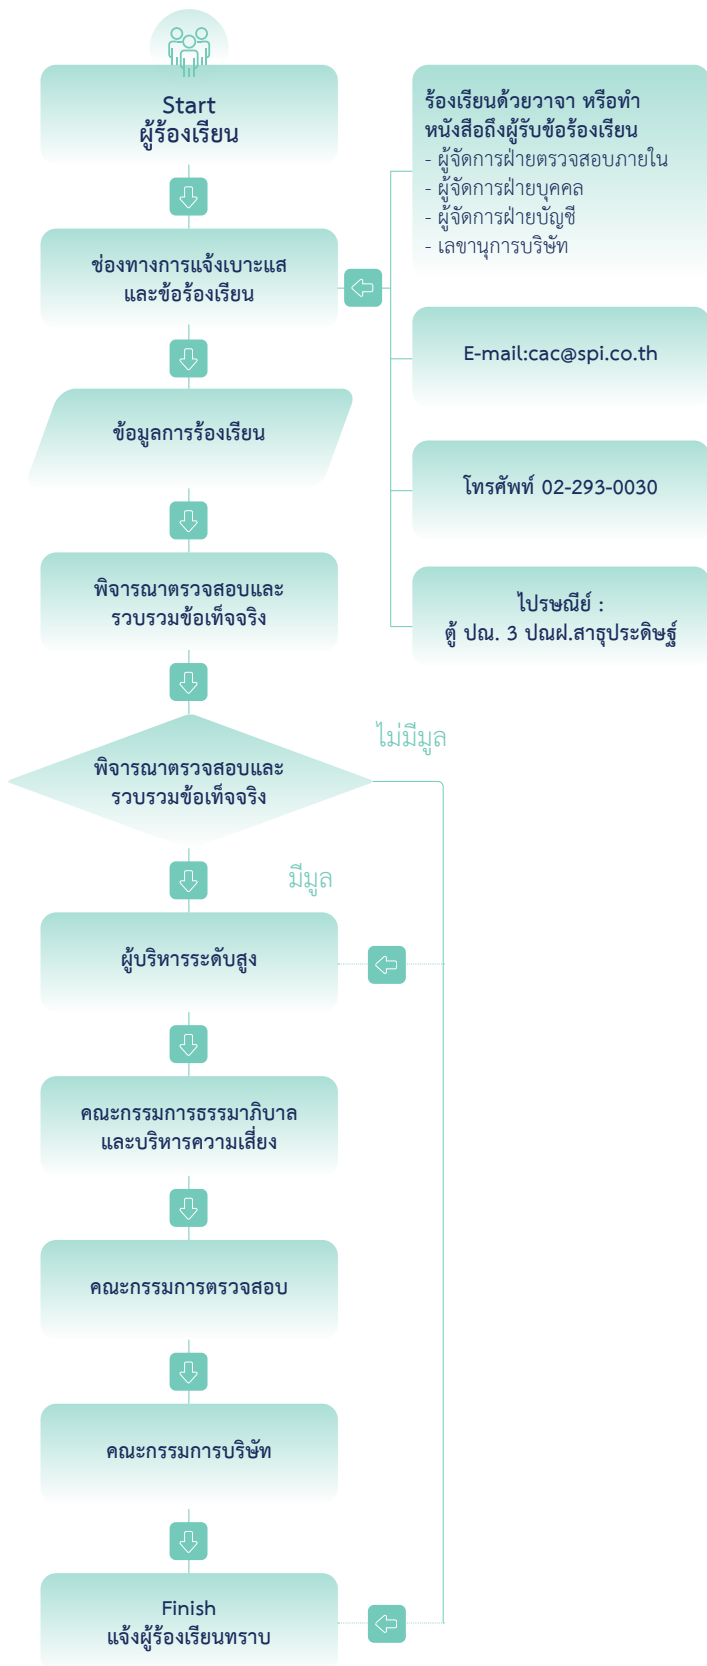 Start
ผู้ร้องเรียน
ร้องเรียนด้วยวาจา หรือทำ
หนังสือถึงผู้รับข้อร้องเรียน
- ผู้จัดการฝ่ายตรวจสอบภายใน
- ผู้จัดการฝ่ายบุคคล
- ผู้จัดการฝ่ายบัญชี
- เลขานุการบริษัท
ช่องทางการแจ้งเบาะแส
และข้อร้องเรียน
E-mail:cac@spi.co.th
ข้อมูลการร้องเรียน
โทรศัพท์ 02-293-0030
พิจารณาตรวจสอบและ
รวบรวมข้อเท็จจริง
ไปรษณีย์ :
ตู้ ปณ. 3 ปณฝ.สาธุประดิษฐ์
ไม่มีมูล
พิจารณาตรวจสอบและ
รวบรวมข้อเท็จจริง
มีมูล
ผู้บริหารระดับสูง
คณะกรรมการธรรมาภิบาล
และบริหารความเสี่ยง
คณะกรรมการตรวจสอบ
คณะกรรมการบริษัท
Finish
แจ้งผู้ร้องเรียนทราบ